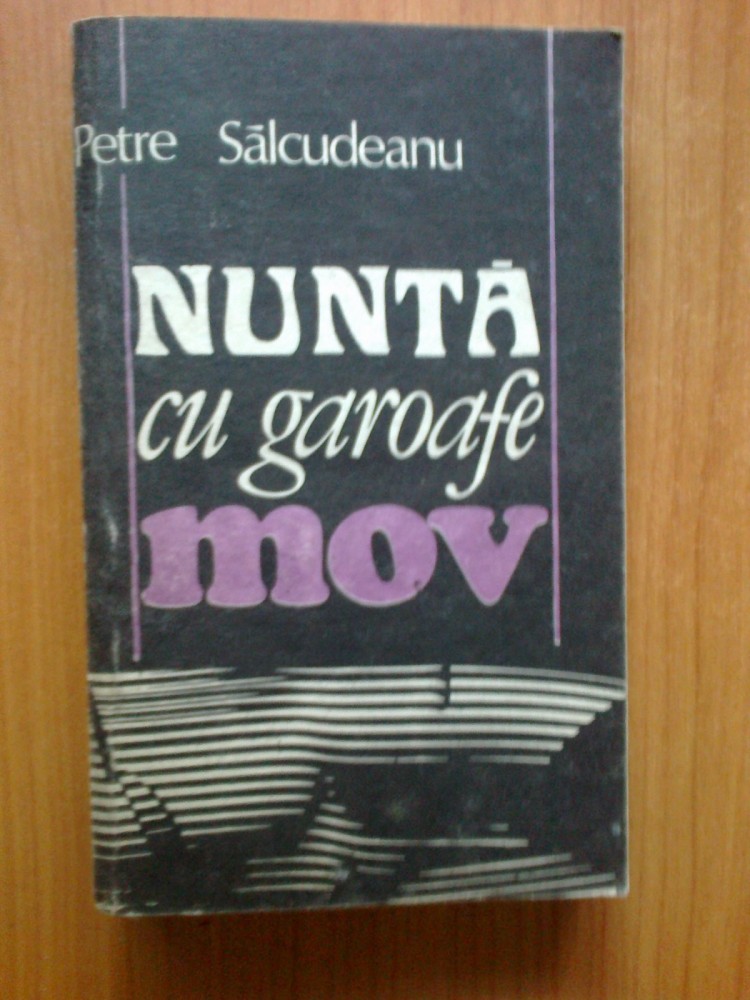 Petre Sălcudeanu
NUNTĂ
cu garoafe
mov